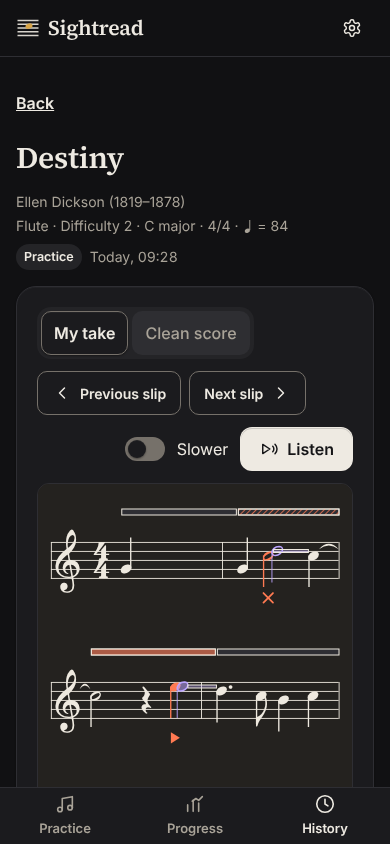 Sightread
Back
Destiny
Ellen Dickson (1819–1878)
Flute · Difficulty 2 · C major · 4/4 · ♩ = 84
Practice Today, 09:28
My take Clean score
Previous slip Next slip
Slower Listen
4
4
Practice Progress History